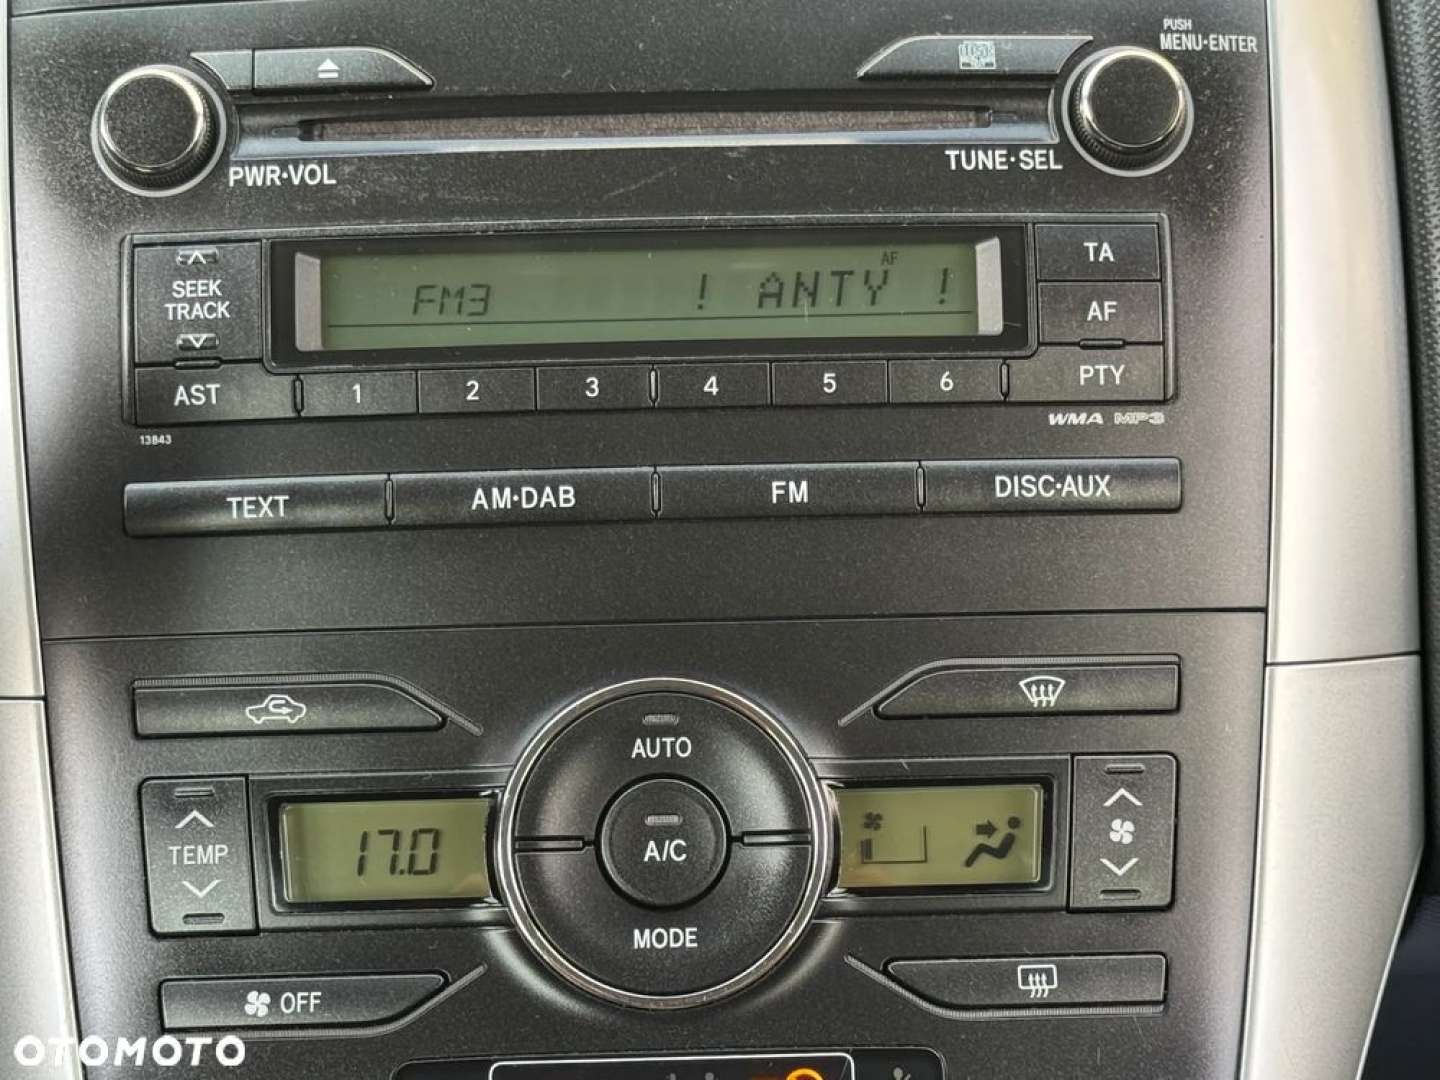 PUSH
MENU·ENTER
PWR·VOL
TUNE·SEL
SEEK
TRACK
AF
FM3 ! ANTY !
TA
AF
AST 1 2 3 4 5 6 PTY
13843
WMA MP3
TEXT AM·DAB FM DISC·AUX
AUTO
TEMP 17.0 A/C
MODE
OFF
OTOMOTO